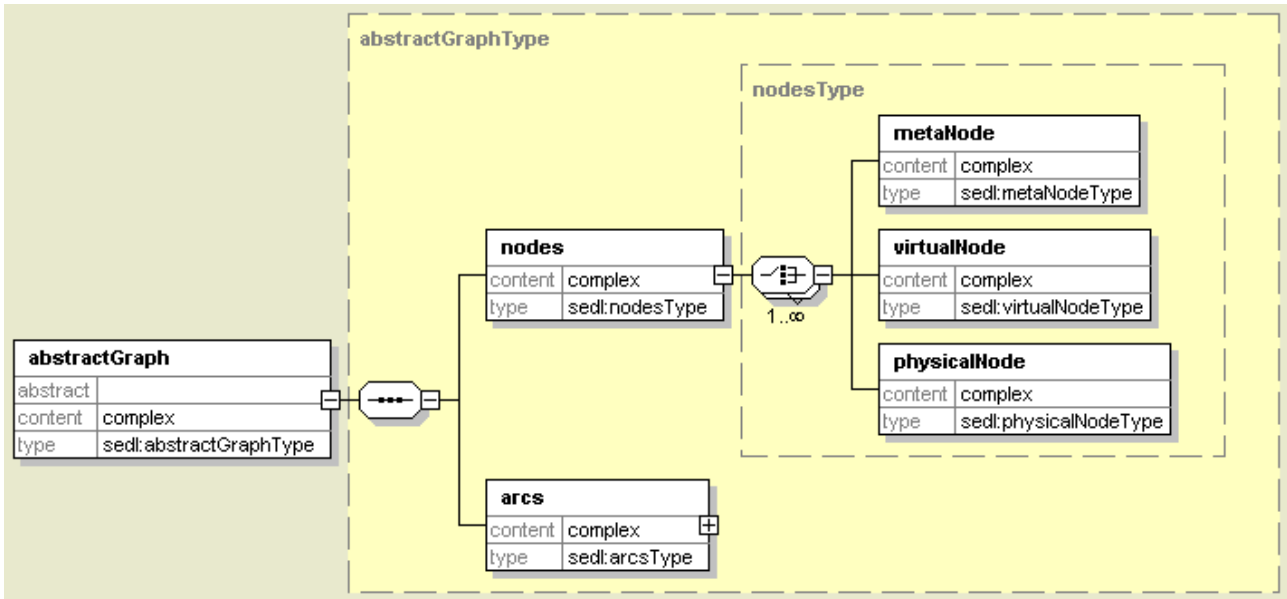 abstractGraphType
nodesType
metaNode
content complex
type sedl:metaNodeType
nodes
content complex
type sedl:nodesType
1..∞
virtualNode
content complex
type sedl:virtualNodeType
abstractGraph
abstract
content complex
type sedl:abstractGraphType
physicalNode
content complex
type sedl:physicalNodeType
arcs
content complex
type sedl:arcsType